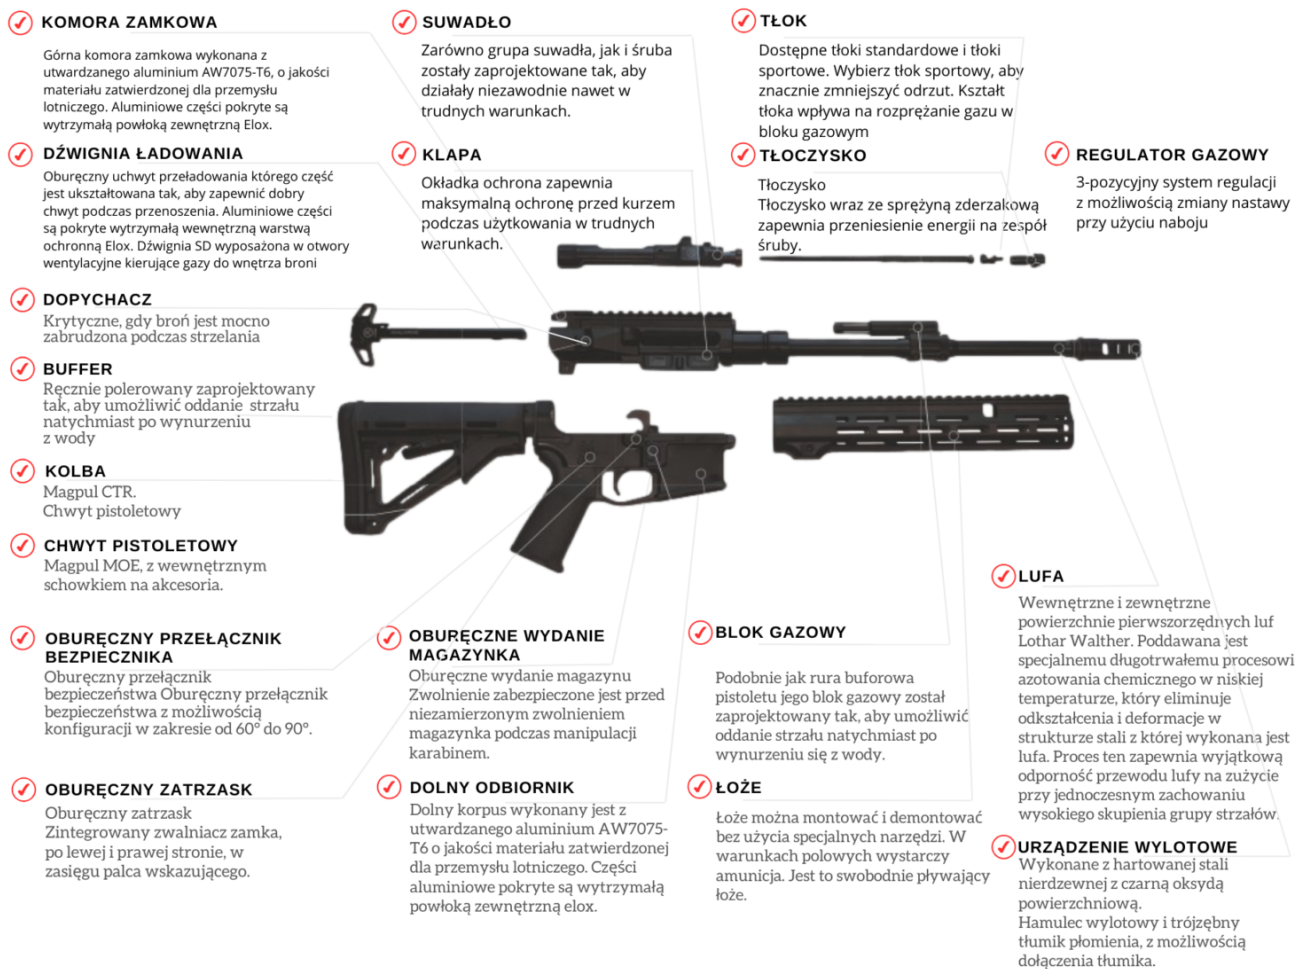 KOMORA ZAMKOWA
Górna komora zamkowa wykonana z
utwardzanego aluminium AW7075-T6, o jakości
materiału zatwierdzonej dla przemysłu
lotniczego. Aluminiowe części pokryte są
wytrzymałą powłoką zewnętrzną Elox.
SUWADŁO
Zarówno grupa suwadła, jak i śruba
zostały zaprojektowane tak, aby
działały niezawodnie nawet w
trudnych warunkach.
TŁOK
Dostępne tłoki standardowe i tłoki
sportowe. Wybierz tłok sportowy, aby
znacznie zmniejszyć odrzut. Kształt
tłoka wpływa na rozprężanie gazu w
bloku gazowym
DŹWIGNIA ŁADOWANIA
Oburęczny uchwyt przeładowania którego część
jest ukształtowana tak, aby zapewnić dobry
chwyt podczas przenoszenia. Aluminiowe części
są pokryte wytrzymałą wewnętrzną warstwą
ochronną Elox. Dźwignia SD wyposażona w otwory
wentylacyjne kierujące gazy do wnętrza broni
KLAPA
Okładka ochrona zapewnia
maksymalną ochronę przed kurzem
podczas użytkowania w trudnych
warunkach.
TŁOCZYSKO
Tłoczysko
Tłoczysko wraz ze sprężyną zderzakową
zapewnia przeniesienie energii na zespół
śruby.
REGULATOR GAZOWY
3-pozycyjny system regulacji
z możliwością zmiany nastawy
przy użyciu naboju
DOPYCHACZ
Krytyczne, gdy broń jest mocno
zabrudzona podczas strzelania
BUFFER
Ręcznie polerowany zaprojektowany
tak, aby umożliwić oddanie  strzału
natychmiast po wynurzeniu
z wody
KOLBA
Magpul CTR.
Chwyt pistoletowy
CHWYT PISTOLETOWY
Magpul MOE, z wewnętrznym
schowkiem na akcesoria.
OBURĘCZNY PRZEŁĄCZNIK
BEZPIECZNIKA
Oburęczny przełącznik
bezpieczeństwa Oburęczny przełącznik
bezpieczeństwa z możliwością
konfiguracji w zakresie od 60° do 90°.
OBURĘCZNY ZATRZASK
Oburęczny zatrzask
Zintegrowany zwalniacz zamka,
po lewej i prawej stronie, w
zasięgu palca wskazującego.
OBURĘCZNE WYDANIE
MAGAZYNKA
Oburęczne wydanie magazynu
Zwolnienie zabezpieczone jest przed
niezamierzonym zwolnieniem
magazynka podczas manipulacji
karabinem.
DOLNY ODBIORNIK
Dolny korpus wykonany jest z
utwardzanego aluminium AW7075-
T6 o jakości materiału zatwierdzonej
dla przemysłu lotniczego. Części
aluminiowe pokryte są wytrzymałą
powłoką zewnętrzną elox.
BLOK GAZOWY
Podobnie jak rura buforowa
pistoletu jego blok gazowy został
zaprojektowany tak, aby umożliwić
oddanie strzału natychmiast po
wynurzeniu się z wody.
ŁOŻE
Łoże można montować i demontować
bez użycia specjalnych narzędzi. W
warunkach polowych wystarczy
amunicja. Jest to swobodnie pływający
łoże.
LUFA
Wewnętrzne i zewnętrzne
powierzchnie pierwszorzędnych luf
Lothar Walther. Poddawana jest
specjalnemu długotrwałemu procesowi
azotowania chemicznego w niskiej
temperaturze, który eliminuje
odkształcenia i deformacje w
strukturze stali z której wykonana jest
lufa. Proces ten zapewnia wyjątkową
odporność przewodu lufy na zużycie
przy jednoczesnym zachowaniu
wysokiego skupienia grupy strzałów.
URZĄDZENIE WYLOTOWE
Wykonane z hartowanej stali
nierdzewnej z czarną oksydą
powierzchniową.
Hamulec wylotowy i trójzębny
tłumik płomienia, z możliwością
dołączenia tłumika.